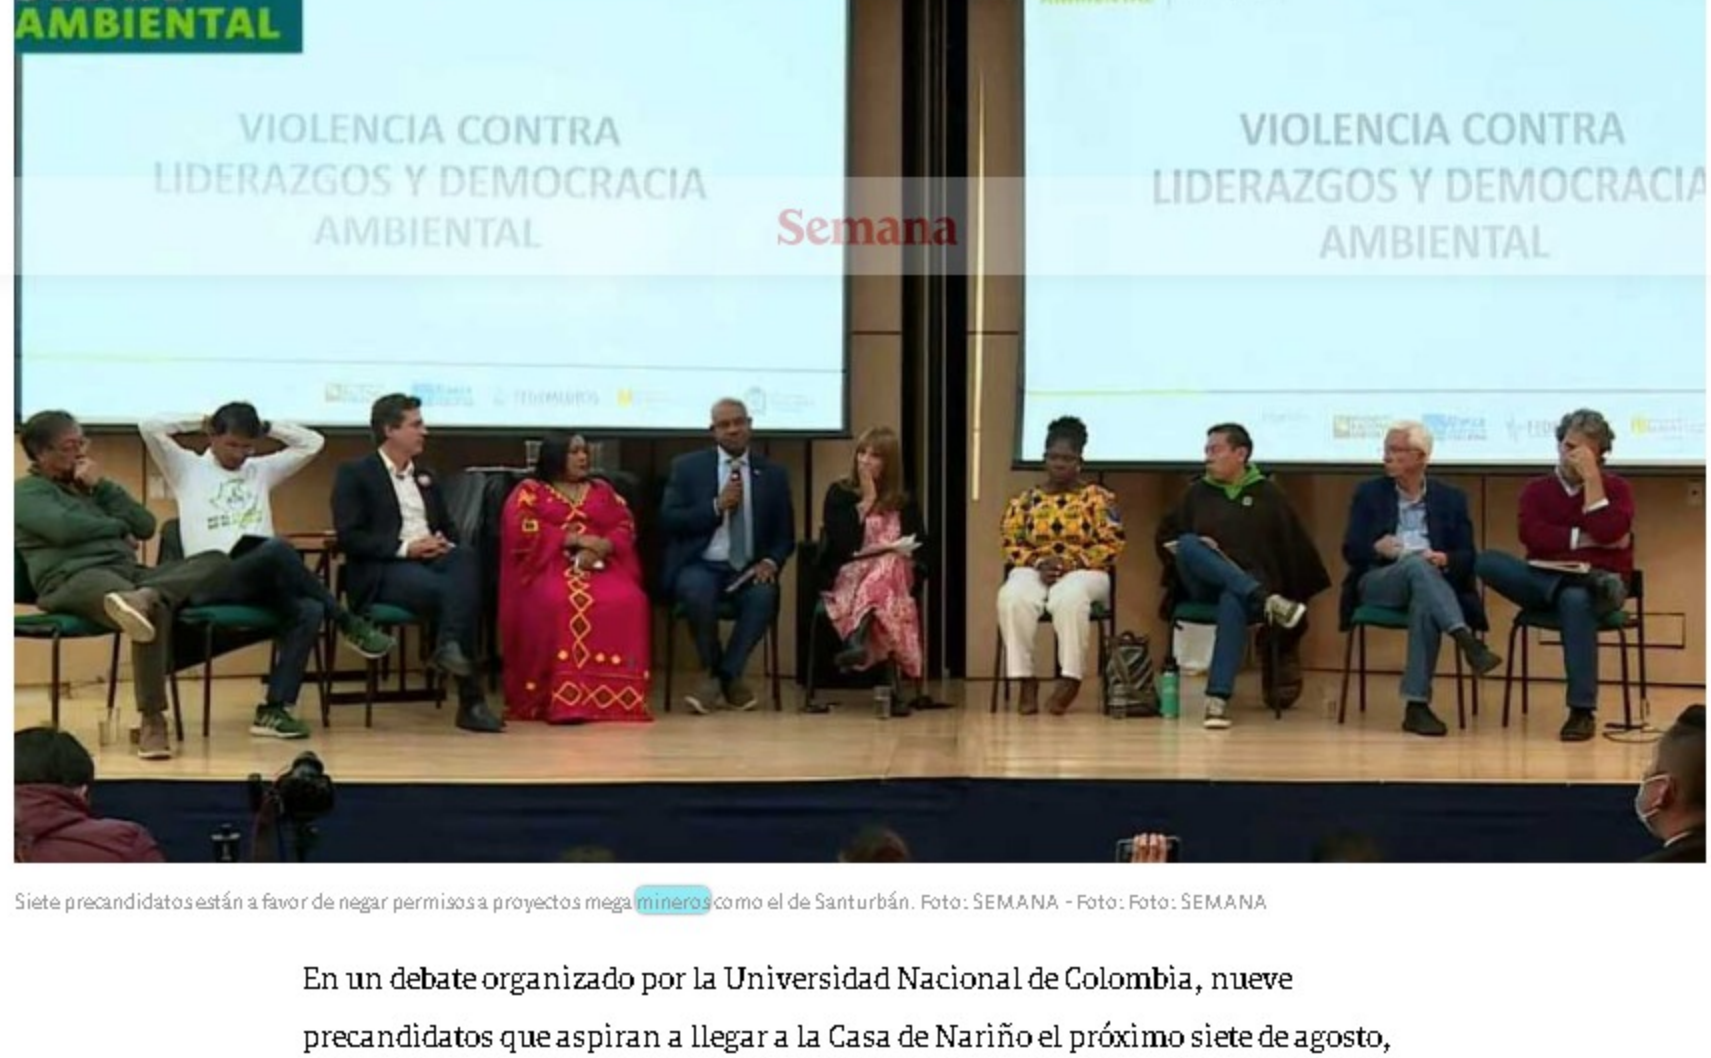 AMBIENTAL
VIOLENCIA CONTRA
LIDERAZGOS Y DEMOCRACIA
AMBIENTAL
VIOLENCIA CONTRA
LIDERAZGOS Y DEMOCRACIA
AMBIENTAL
Semana
Siete precandidatos están a favor de negar permisos a proyectos mega mineros como el de Santurbán. Foto: SEMANA - Foto: Foto: SEMANA
En un debate organizado por la Universidad Nacional de Colombia, nueve
precandidatos que aspiran a llegar a la Casa de Nariño el próximo siete de agosto,